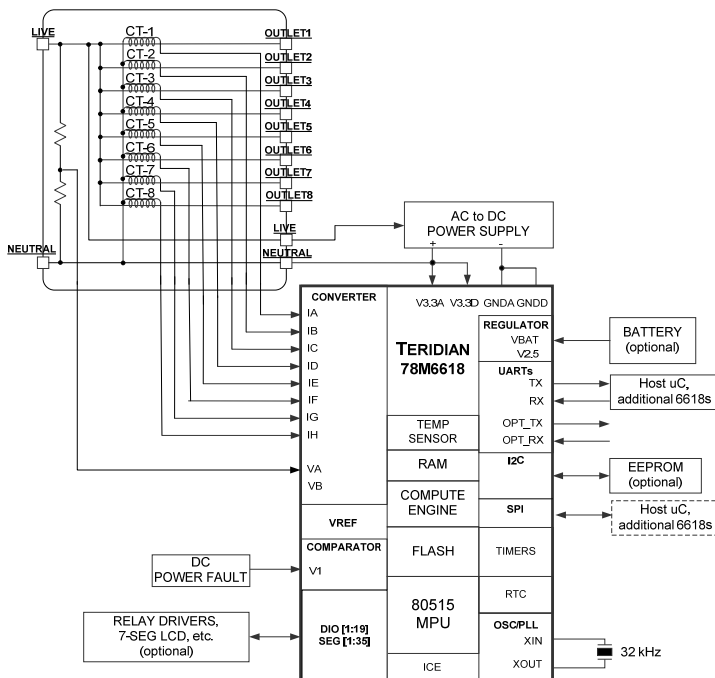 LIVE
CT-1
OUTLET1
CT-2
OUTLET2
CT-3
OUTLET3
CT-4
OUTLET4
CT-5
OUTLET5
CT-6
OUTLET6
CT-7
OUTLET7
CT-8
OUTLET8
LIVE
NEUTRAL
NEUTRAL
AC to DC
POWER SUPPLY
+
-
CONVERTER
IA
IB
IC
ID
IE
IF
IG
IH
VA
VB
VREF
COMPARATOR
V1
DC
POWER FAULT
RELAY DRIVERS,
7-SEG LCD, etc.
(optional)
DIO [1:19]
SEG [1:35]
V3.3A V3.3D GNDA GNDD
TERIDIAN
78M6618
TEMP
SENSOR
RAM
COMPUTE
ENGINE
FLASH
80515
MPU
ICE
REGULATOR
VBAT
V2.5
UARTs
TX
RX
OPT_TX
OPT_RX
I2C
SPI
TIMERS
RTC
OSC/PLL
XIN
XOUT
BATTERY
(optional)
Host uC,
additional 6618s
EEPROM
(optional)
Host uC,
additional 6618s
32 kHz